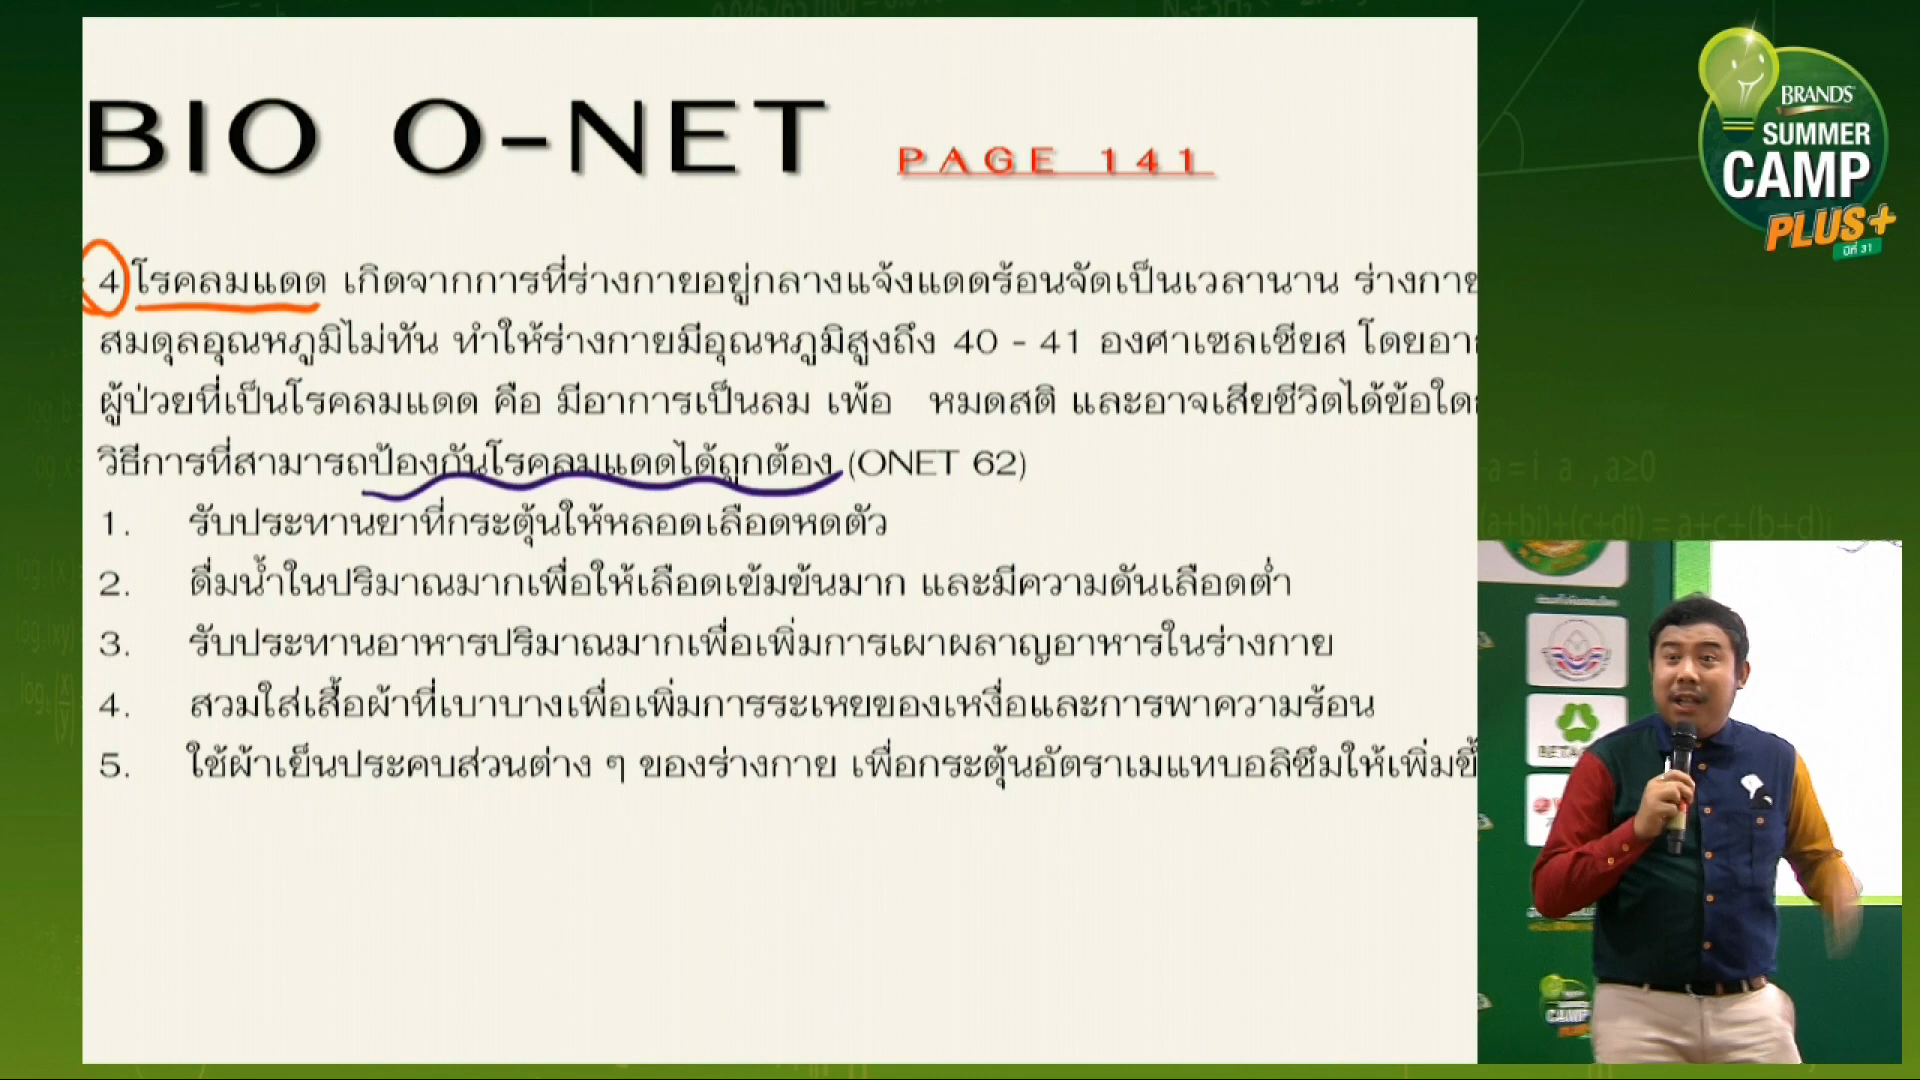 BIO O-NET PAGE 141
4 โรคลมแดด เกิดจากการที่ร่างกายอยู่กลางแจ้งแดดร้อนจัดเป็นเวลานาน ร่างกาย
สมดุลอุณหภูมิไม่ทัน ทำให้ร่างกายมีอุณหภูมิสูงถึง 40 - 41 องศาเซลเซียส โดย
ผู้ป่วยที่เป็นโรคลมแดด คือ มีอาการเป็นลม เพ้อ หมดสติ และอาจเสียชีวิตได้ข้อใด
วิธีการที่สามารถป้องกันโรคลมแดดได้ถูกต้อง (ONET 62)
1. รับประทานยาที่กระตุ้นให้หลอดเลือดหดตัว
2. ดื่มน้ำในปริมาณมากเพื่อให้เลือดเข้มข้นมาก และมีความดันเลือดต่ำ
3. รับประทานอาหารปริมาณมากเพื่อเพิ่มการเผาผลาญอาหารในร่างกาย
4. สวมใส่เสื้อผ้าที่เบาบางเพื่อเพิ่มการระเหยของเหงื่อและการพาความร้อน
5. ใช้ผ้าเย็นประคบส่วนต่าง ๆ ของร่างกาย เพื่อกระตุ้นอัตราเมแทบอลิซึมให้เพิ่มขึ้
BRAND'S
SUMMER
CAMP
PLUS+
ปีที่ 31
a = i a , a≥0
(a+bi)+(c+di) = a+c+(b+d)i
CAMP